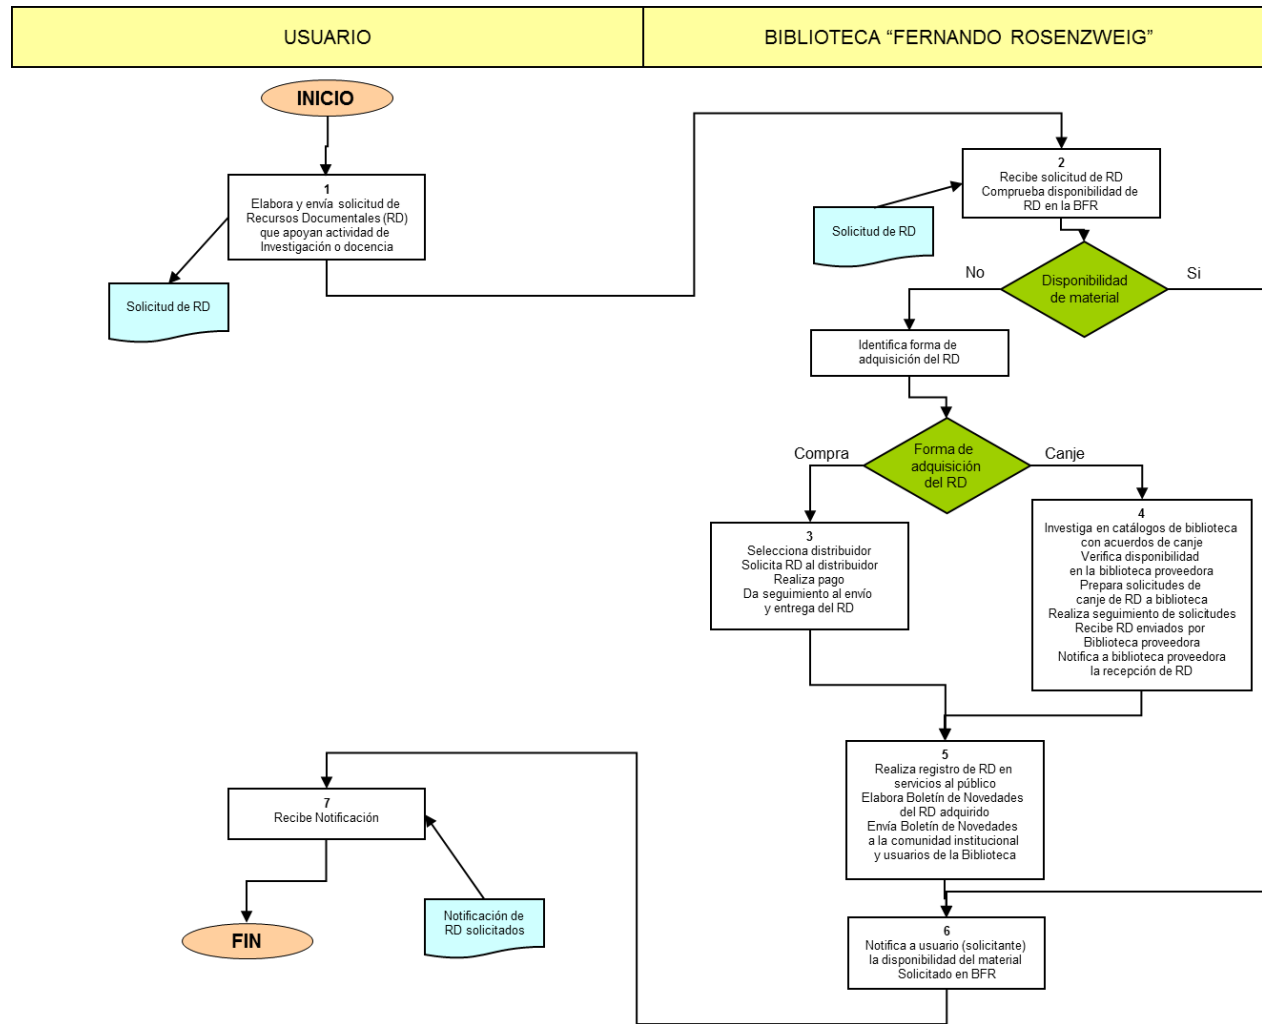 USUARIO
BIBLIOTECA “FERNANDO ROSENZWEIG”
INICIO
1
Elabora y envía solicitud de
Recursos Documentales (RD)
que apoyan actividad de
Investigación o docencia
Solicitud de RD
2
Recibe solicitud de RD
Comprueba disponibilidad de
RD en la BFR
Solicitud de RD
No
Disponibilidad
de material
Si
Identifica forma de
adquisición del RD
Compra
Forma de
adquisición
del RD
Canje
3
Selecciona distribuidor
Solicita RD al distribuidor
Realiza pago
Da seguimiento al envío
y entrega del RD
4
Investiga en catálogos de biblioteca
con acuerdos de canje
Verifica disponibilidad
en la biblioteca proveedora
Prepara solicitudes de
canje de RD a biblioteca
Realiza seguimiento de solicitudes
Recibe RD enviados por
Biblioteca proveedora
Notifica a biblioteca proveedora
la recepción de RD
5
Realiza registro de RD en
servicios al público
Elabora Boletín de Novedades
del RD adquirido
Envía Boletín de Novedades
a la comunidad institucional
y usuarios de la Biblioteca
6
Notifica a usuario (solicitante)
la disponibilidad del material
Solicitado en BFR
7
Recibe Notificación
Notificación de
RD solicitados
FIN